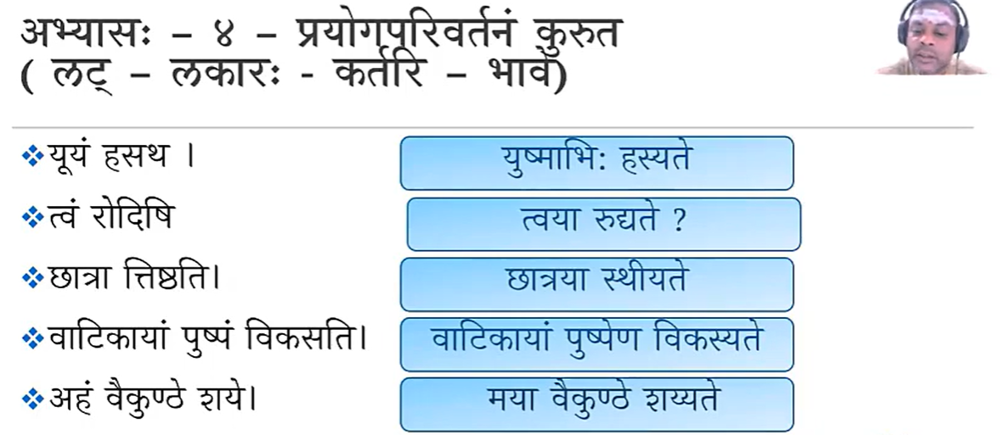 अभ्यासः – ४ – प्रयोगपरिवर्तनं कुरुत
( लट् – लकारः - कर्तरि – भावे)
❖यूयं हसथ ।
युष्माभि: हस्यते
❖त्वं रोदिषि
त्वया रुद्यते ?
❖छात्रा त्तिष्ठति।
छात्रया स्थीयते
❖वाटिकायां पुष्पं विकसति।
वाटिकायां पुष्पेण विकस्यते
❖अहं वैकुण्ठे शये।
मया वैकुण्ठे शय्यते